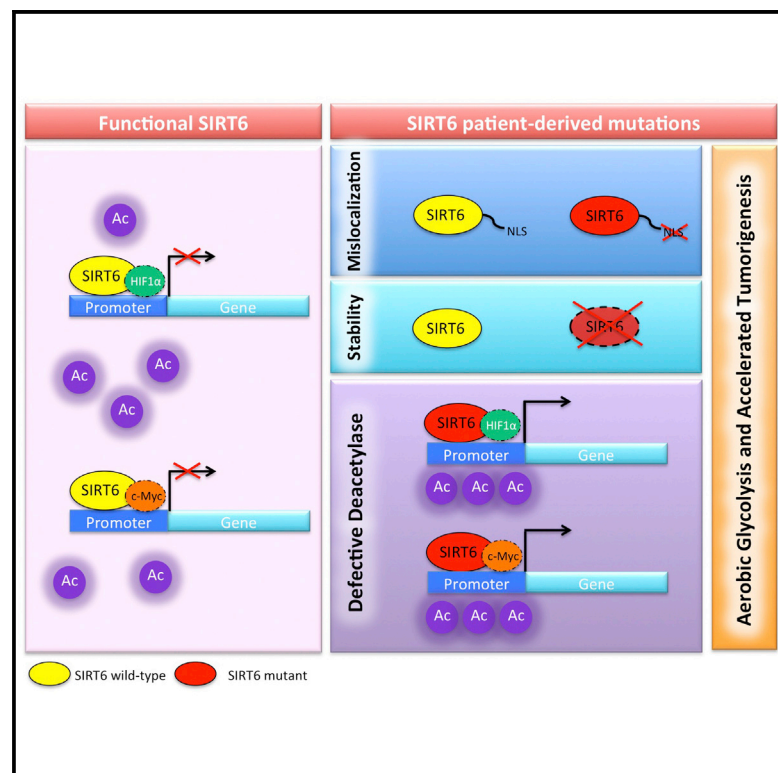 Functional SIRT6
Ac
SIRT6
HIF1α
Promoter
Gene
Ac
Ac
Ac
SIRT6
c-Myc
Promoter
Gene
Ac
Ac
SIRT6 patient-derived mutations
Mislocalization
SIRT6
NLS
SIRT6
NLS
Stability
SIRT6
SIRT6
Defective Deacetylase
SIRT6
HIF1α
Promoter
Gene
Ac Ac Ac
SIRT6
c-Myc
Promoter
Gene
Ac Ac Ac
Aerobic Glycolysis and Accelerated Tumorigenesis
SIRT6 wild-type
SIRT6 mutant